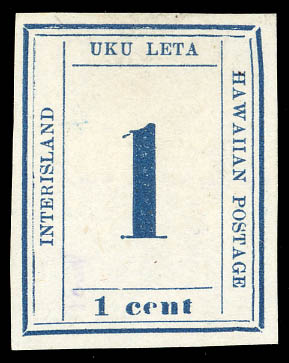 UKU LETA
INTERISLAND
HAWAIIAN POSTAGE
1
1 cent